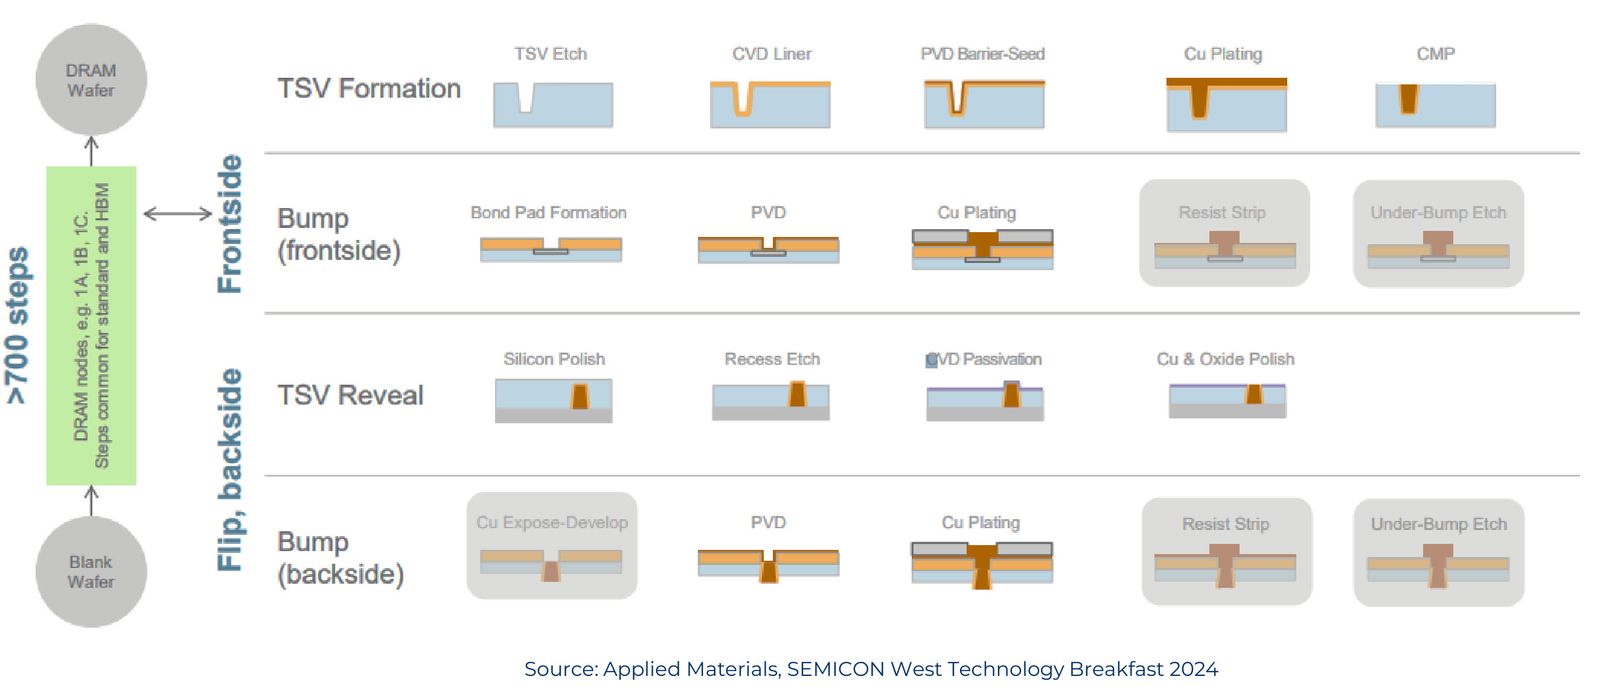 DRAM
Wafer
>700 steps
DRAM nodes, e.g. 1A, 1B, 1C.
Steps common for standard and HBM
Blank
Wafer
Frontside
TSV Formation
TSV Etch
CVD Liner
PVD Barrier-Seed
Cu Plating
CMP
Bump
(frontside)
Bond Pad Formation
PVD
Cu Plating
Resist Strip
Under-Bump Etch
Flip, backside
TSV Reveal
Silicon Polish
Recess Etch
CVD Passivation
Cu & Oxide Polish
Bump
(backside)
Cu Expose-Develop
PVD
Cu Plating
Resist Strip
Under-Bump Etch
Source: Applied Materials, SEMICON West Technology Breakfast 2024